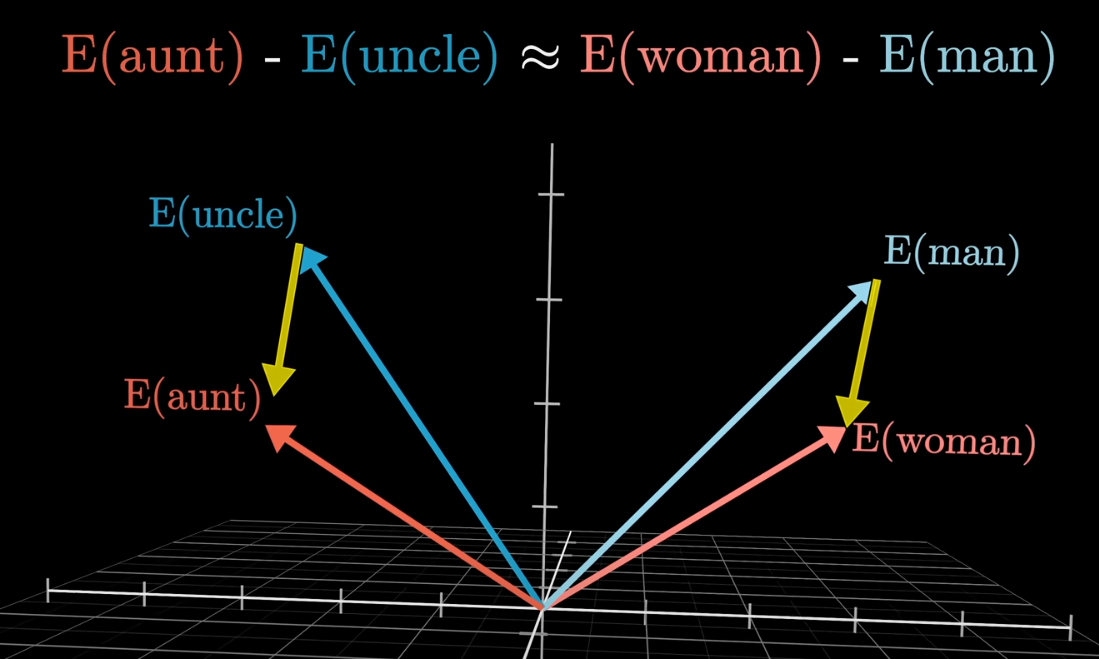 E(aunt) - E(uncle) ≈ E(woman) - E(man)
E(uncle)
E(man)
E(aunt)
E(woman)